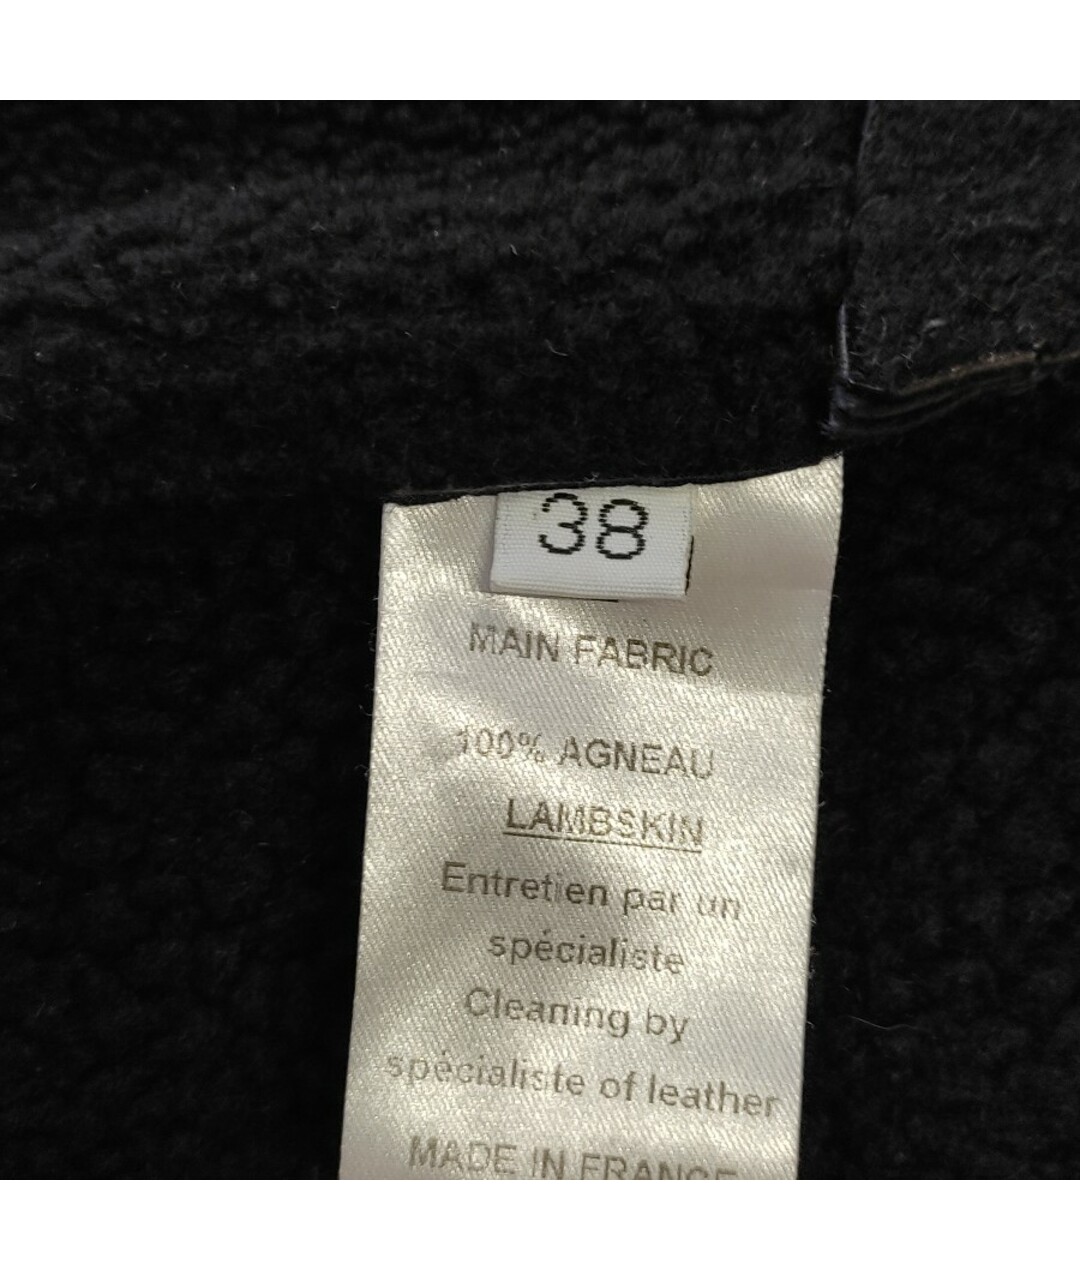 38
MAIN FABRIC
100% AGNEAU
LAMBSKIN
Entretien par un
spécialiste
Cleaning by
spécialiste of leather
MADE IN FRANCE